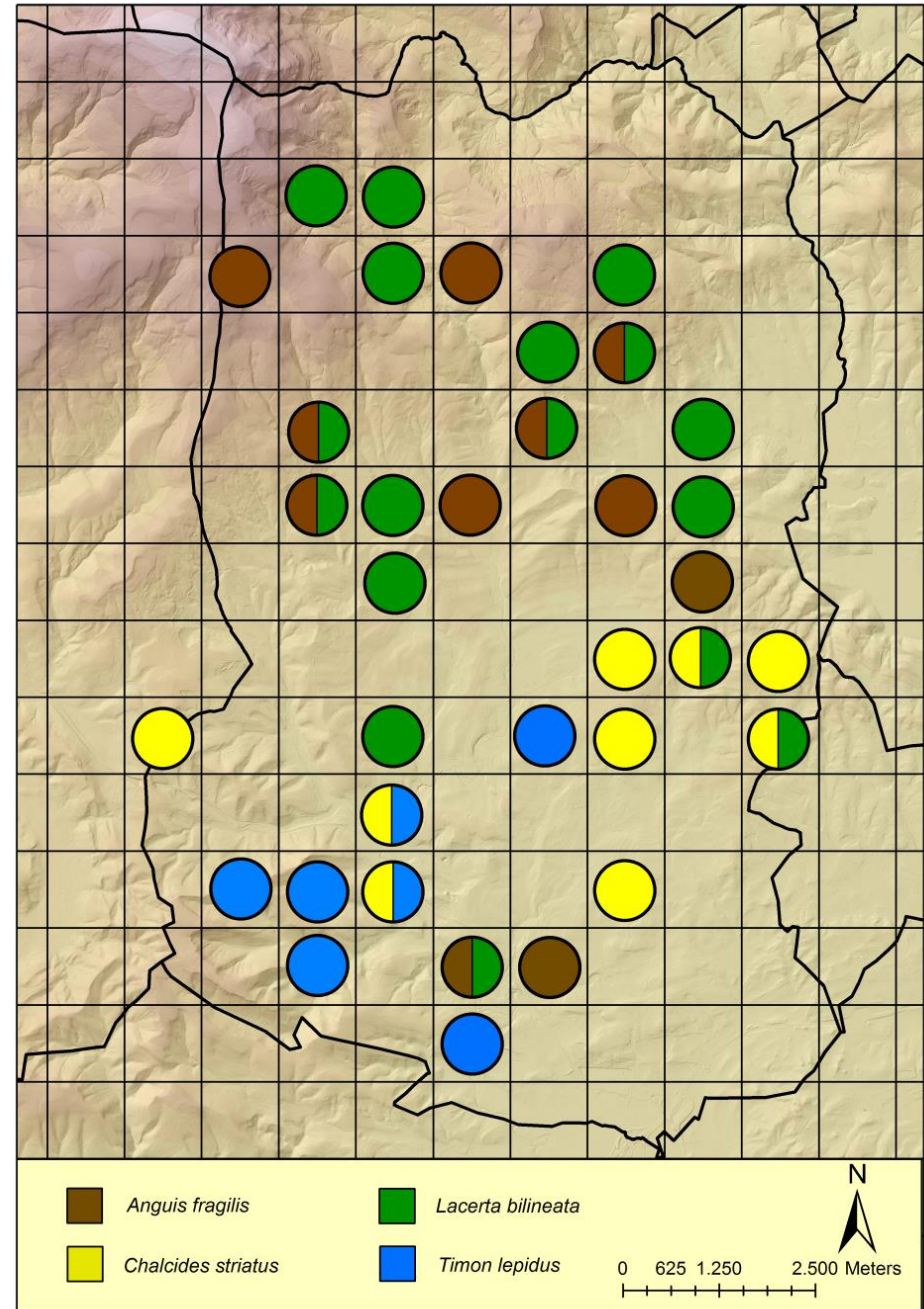 N
Anguis fragilis
Lacerta bilineata
Chalcides striatus
Timon lepidus
0 625 1.250 2.500 Meters